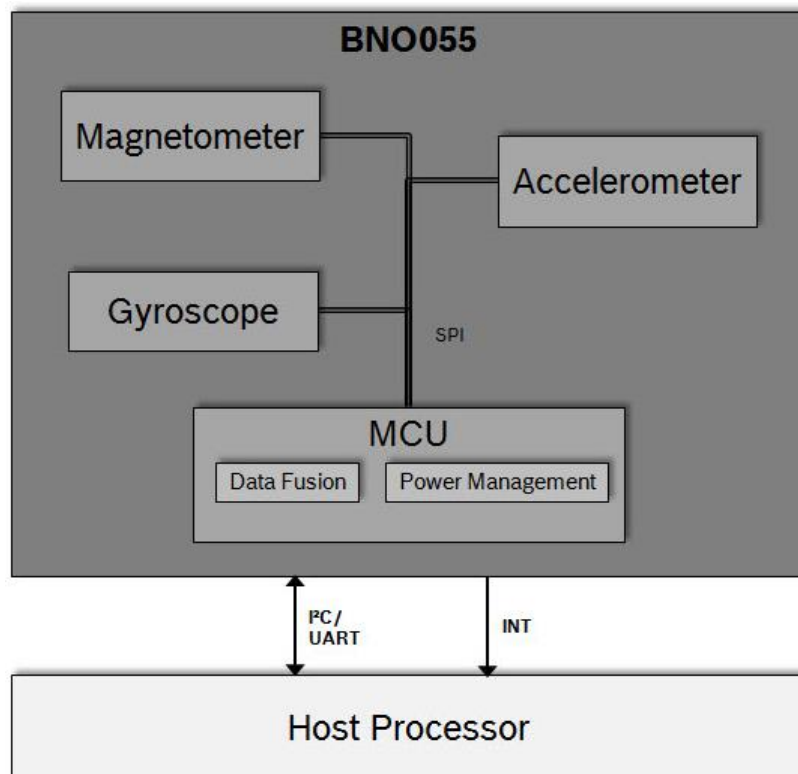 BNO055
Magnetometer
Accelerometer
Gyroscope
SPI
MCU
Data Fusion
Power Management
I²C/
UART
INT
Host Processor